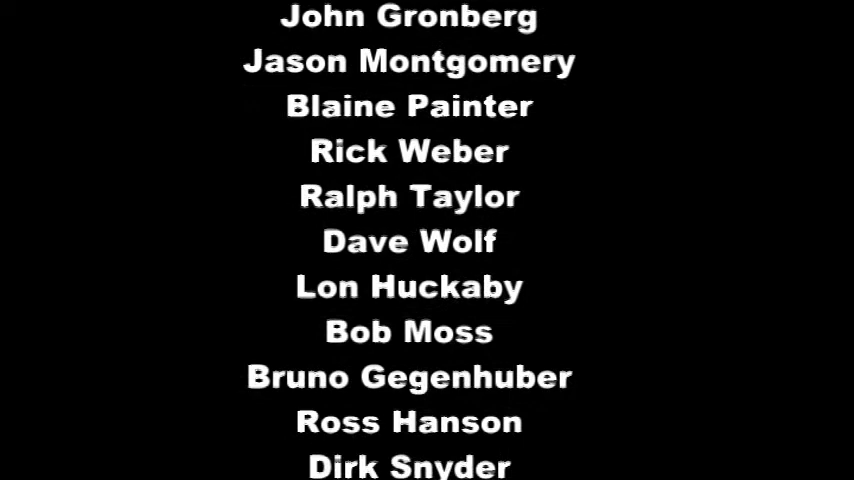 John Gronberg
Jason Montgomery
Blaine Painter
Rick Weber
Ralph Taylor
Dave Wolf
Lon Huckaby
Bob Moss
Bruno Gegenhuber
Ross Hanson
Dirk Snyder